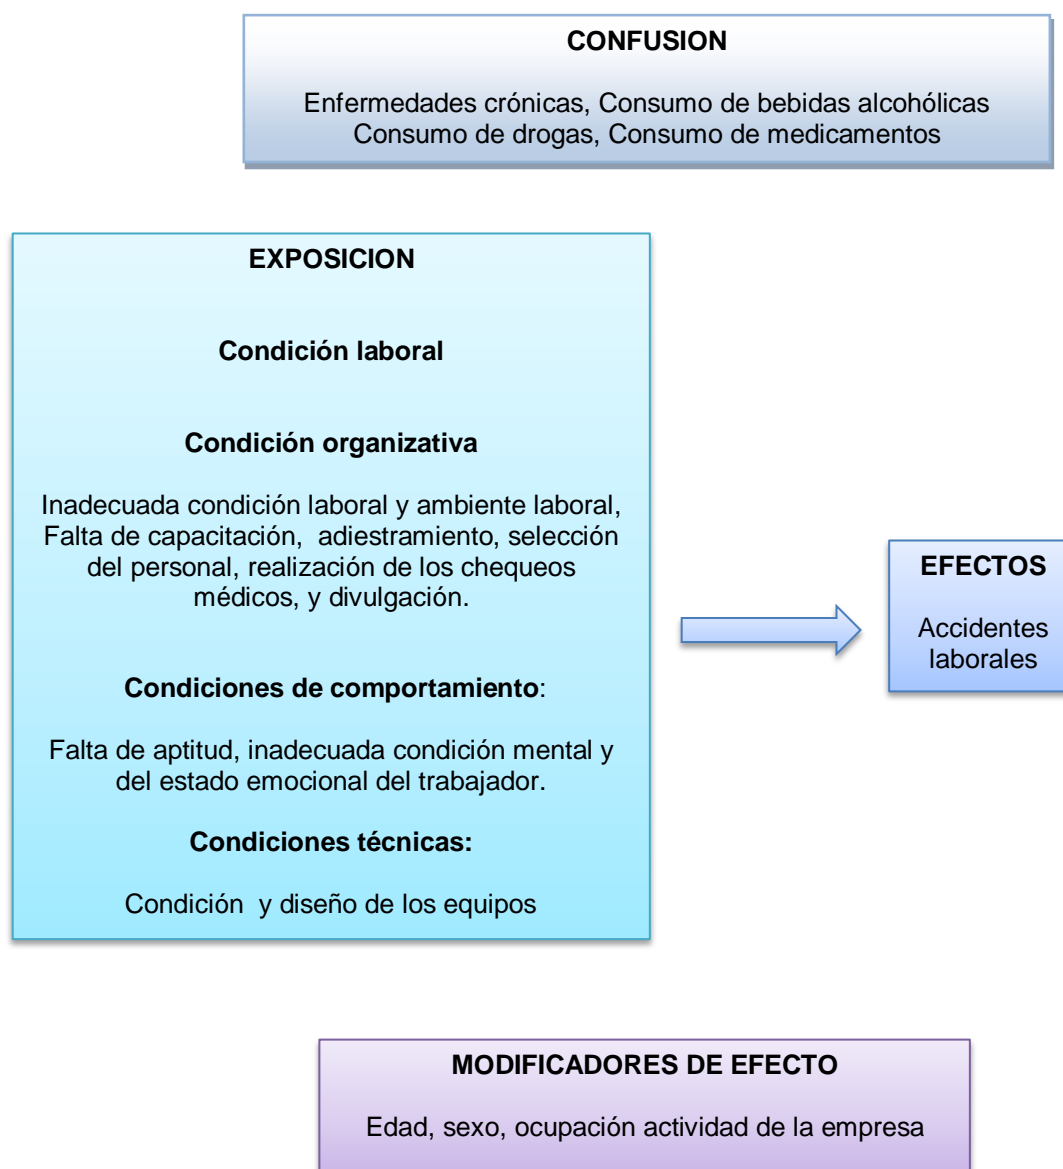 CONFUSION
Enfermedades crónicas, Consumo de bebidas alcohólicas
Consumo de drogas, Consumo de medicamentos
EXPOSICION
Condición laboral
Condición organizativa
Inadecuada condición laboral y ambiente laboral,
Falta de capacitación,  adiestramiento, selección
del personal, realización de los chequeos
médicos, y divulgación.
Condiciones de comportamiento:
Falta de aptitud, inadecuada condición mental y
del estado emocional del trabajador.
Condiciones técnicas:
Condición  y diseño de los equipos
EFECTOS
Accidentes
laborales
MODIFICADORES DE EFECTO
Edad, sexo, ocupación actividad de la empresa